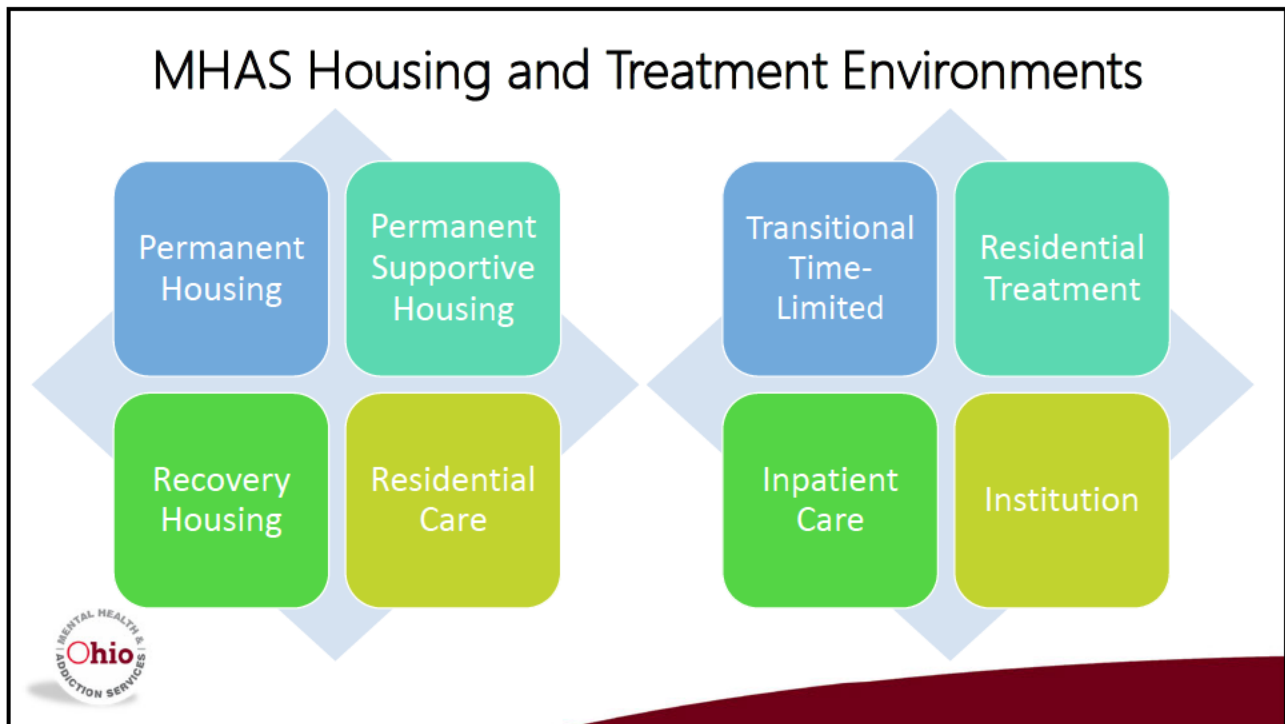 MHAS Housing and Treatment Environments
Permanent
Housing
Permanent
Supportive
Housing
Recovery
Housing
Residential
Care
Transitional
Time-
Limited
Residential
Treatment
Inpatient
Care
Institution
MENTAL HEALTH &
Ohio
ADDICTION SERVICES